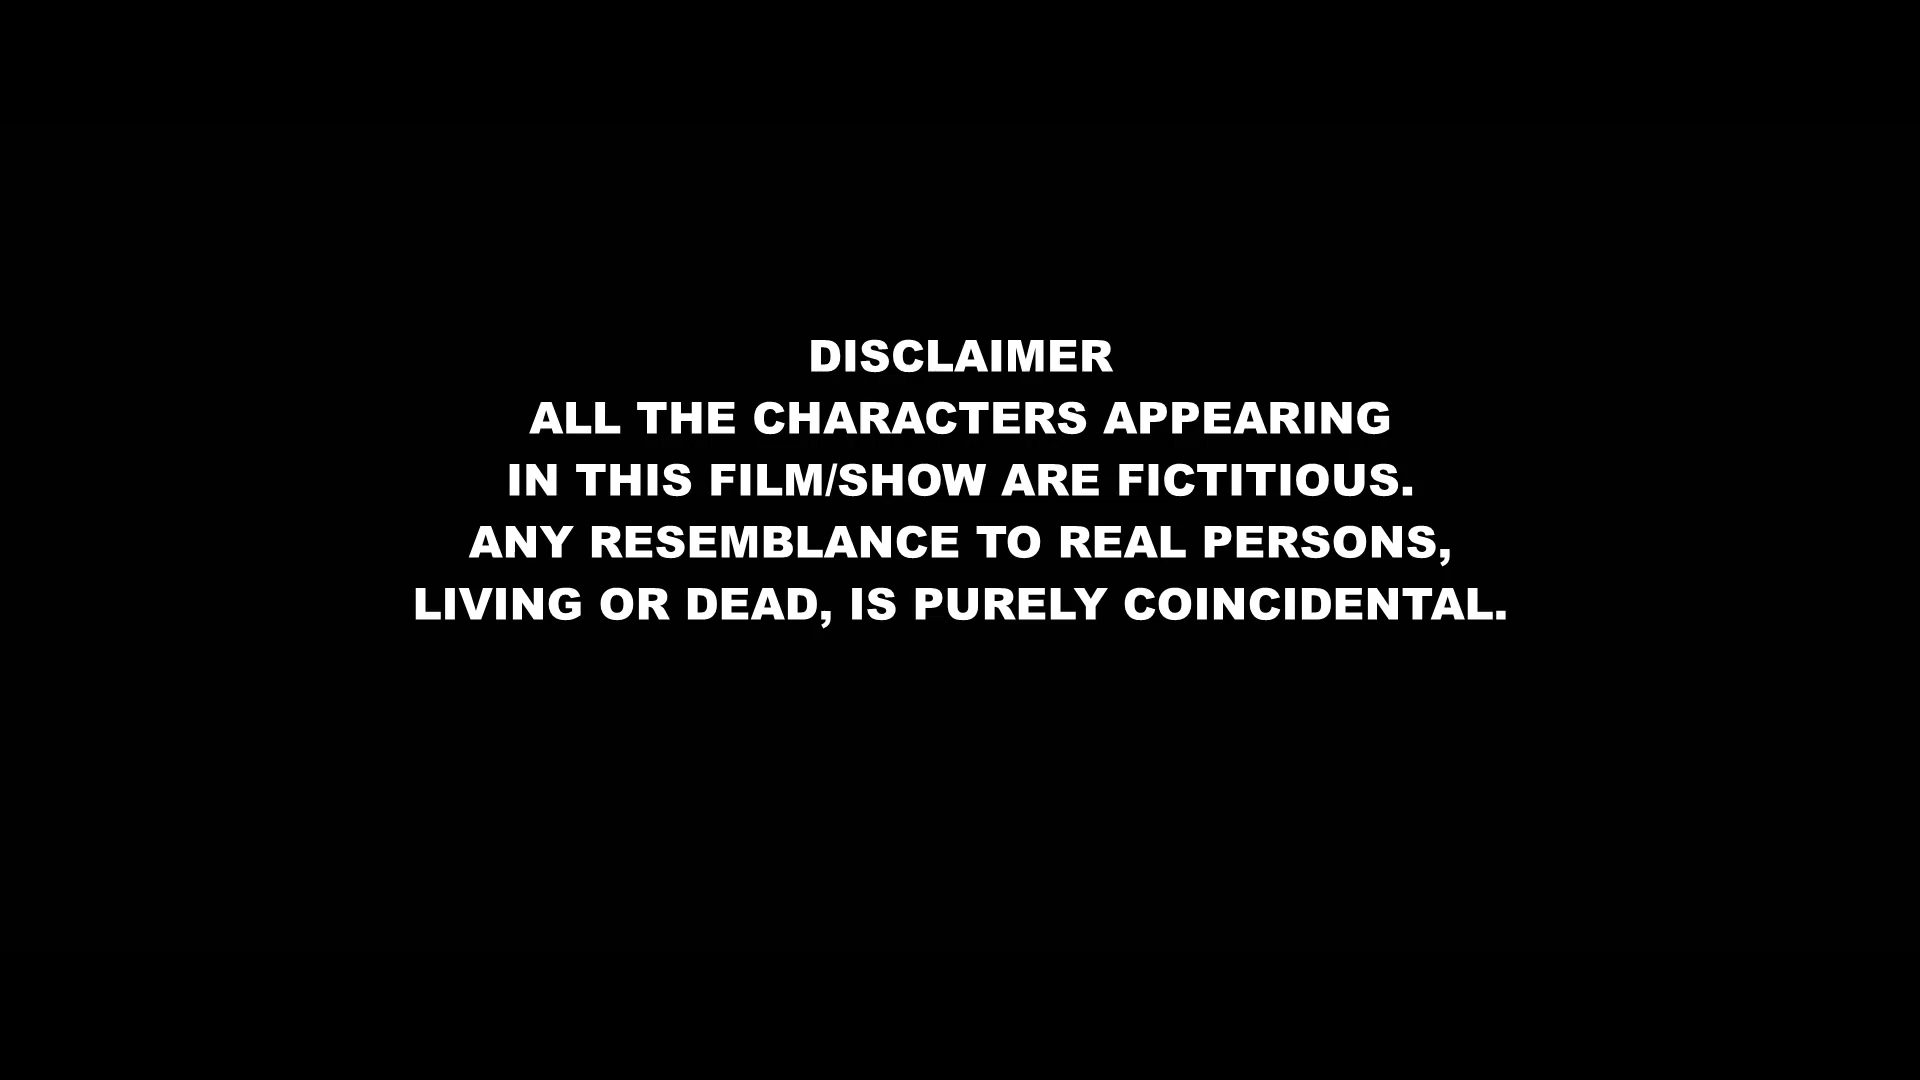 DISCLAIMER
ALL THE CHARACTERS APPEARING
IN THIS FILM/SHOW ARE FICTITIOUS.
ANY RESEMBLANCE TO REAL PERSONS,
LIVING OR DEAD, IS PURELY COINCIDENTAL.